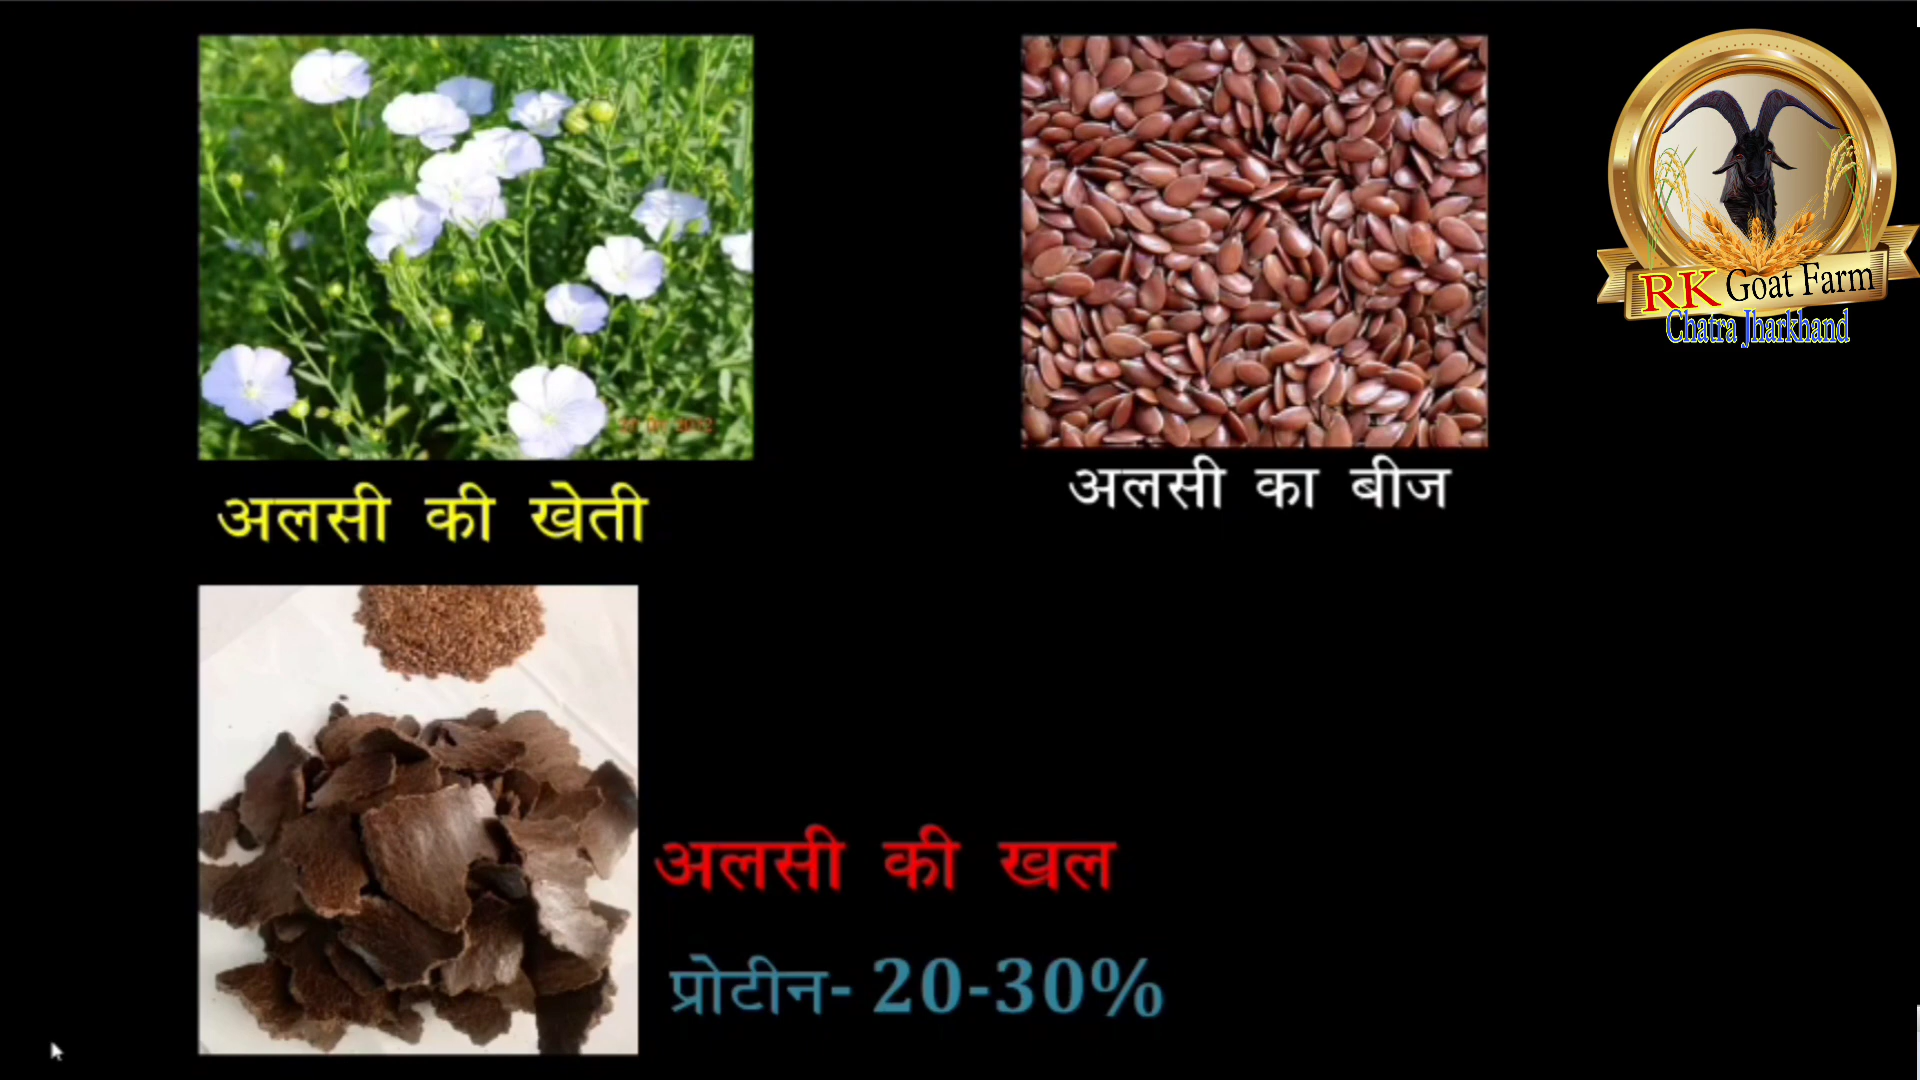 RK Goat Farm
Chatra Jharkhand
अलसी की खेती
अलसी का बीज
अलसी की खल
प्रोटीन- 20-30%